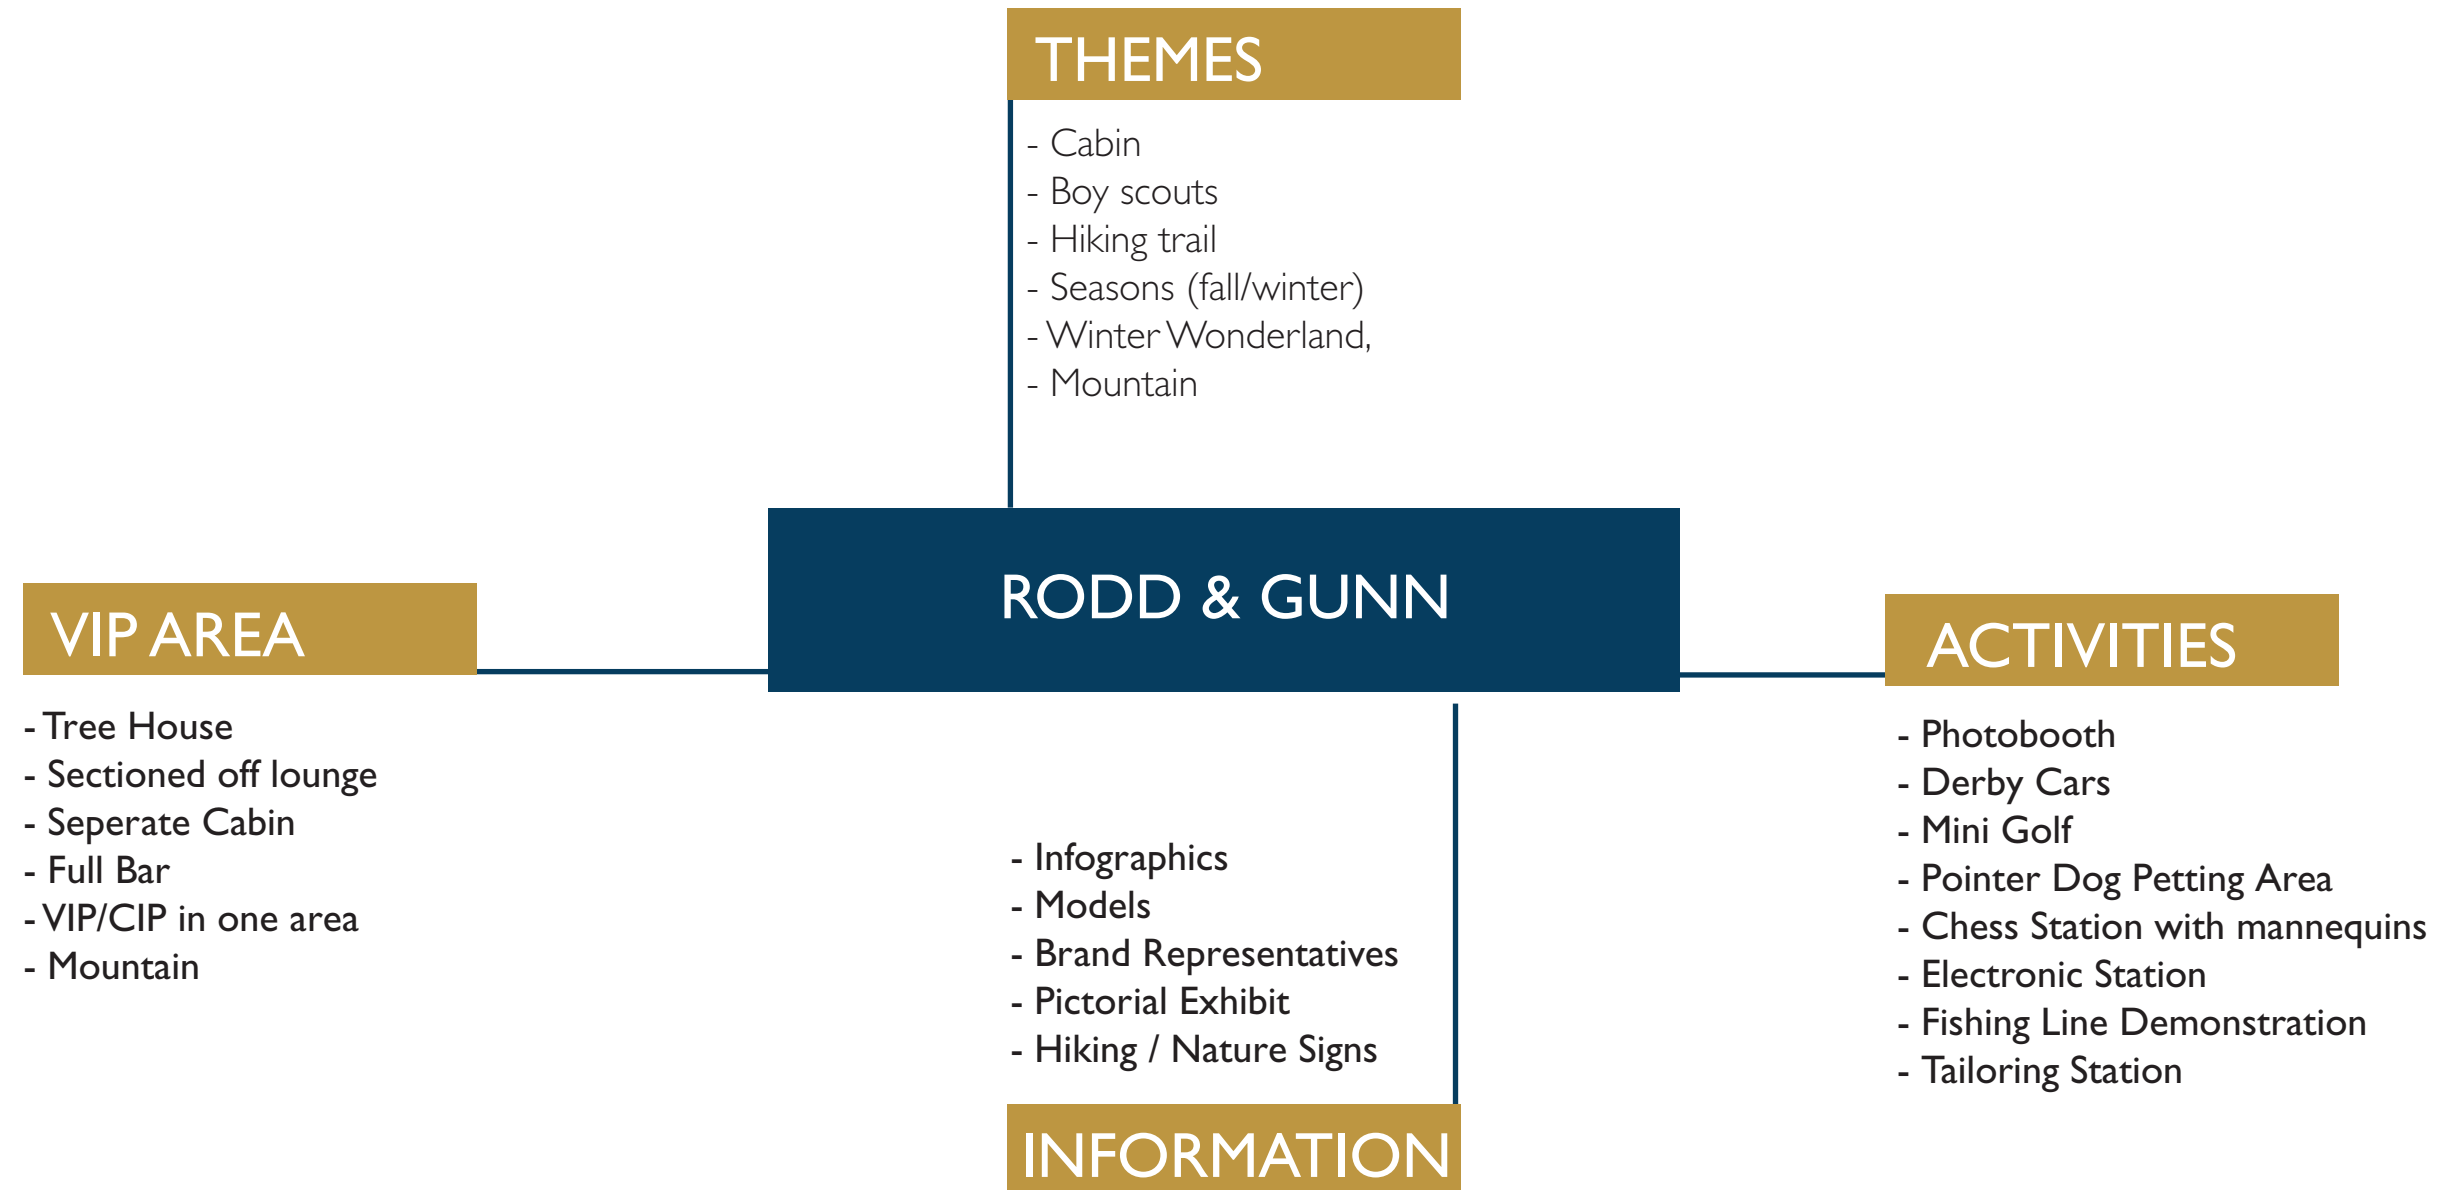 THEMES
- Cabin
- Boy scouts
- Hiking trail
- Seasons (fall/winter)
- Winter Wonderland,
- Mountain
RODD & GUNN
VIP AREA
- Tree House
- Sectioned off lounge
- Seperate Cabin
- Full Bar
- VIP/CIP in one area
- Mountain
ACTIVITIES
- Photobooth
- Derby Cars
- Mini Golf
- Pointer Dog Petting Area
- Chess Station with mannequins
- Electronic Station
- Fishing Line Demonstration
- Tailoring Station
- Infographics
- Models
- Brand Representatives
- Pictorial Exhibit
- Hiking / Nature Signs
INFORMATION